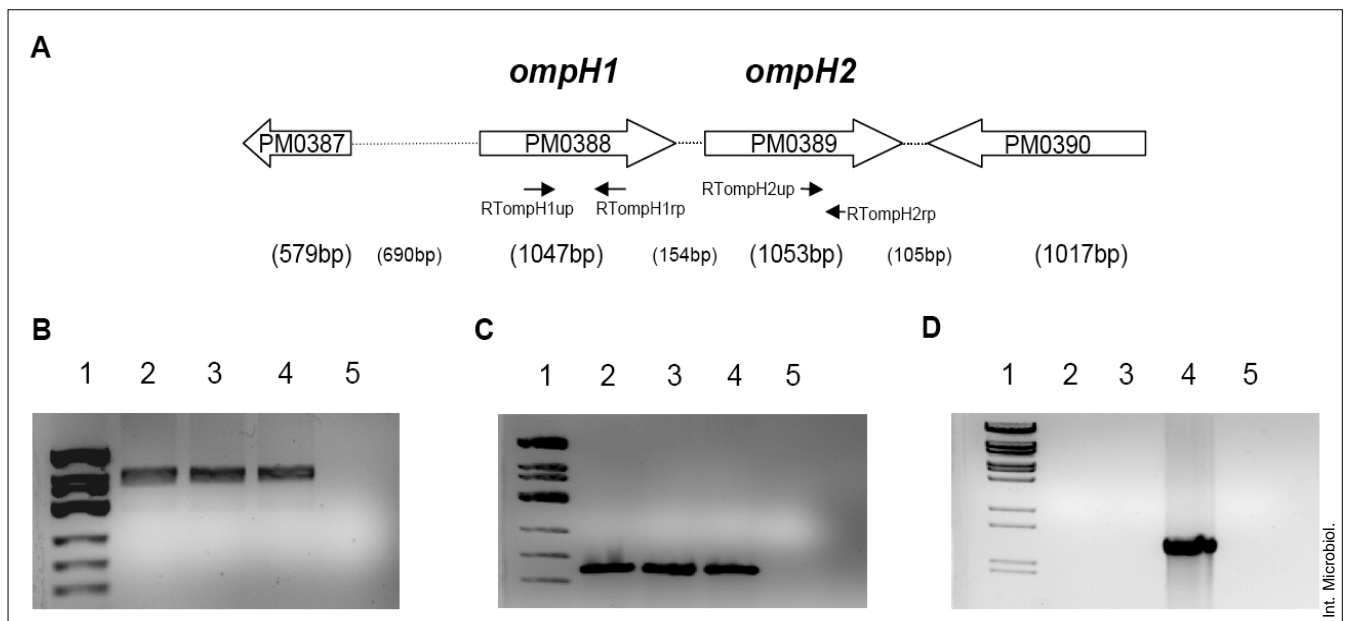 A
ompH1 ompH2
PM0387 PM0388 PM0389 PM0390
RTompH1up RTompH1rp RTompH2up RTompH2rp
(579bp) (690bp) (1047bp) (154bp) (1053bp) (105bp) (1017bp)
B
1 2 3 4 5
C
1 2 3 4 5
D
1 2 3 4 5
Int. Microbiol.